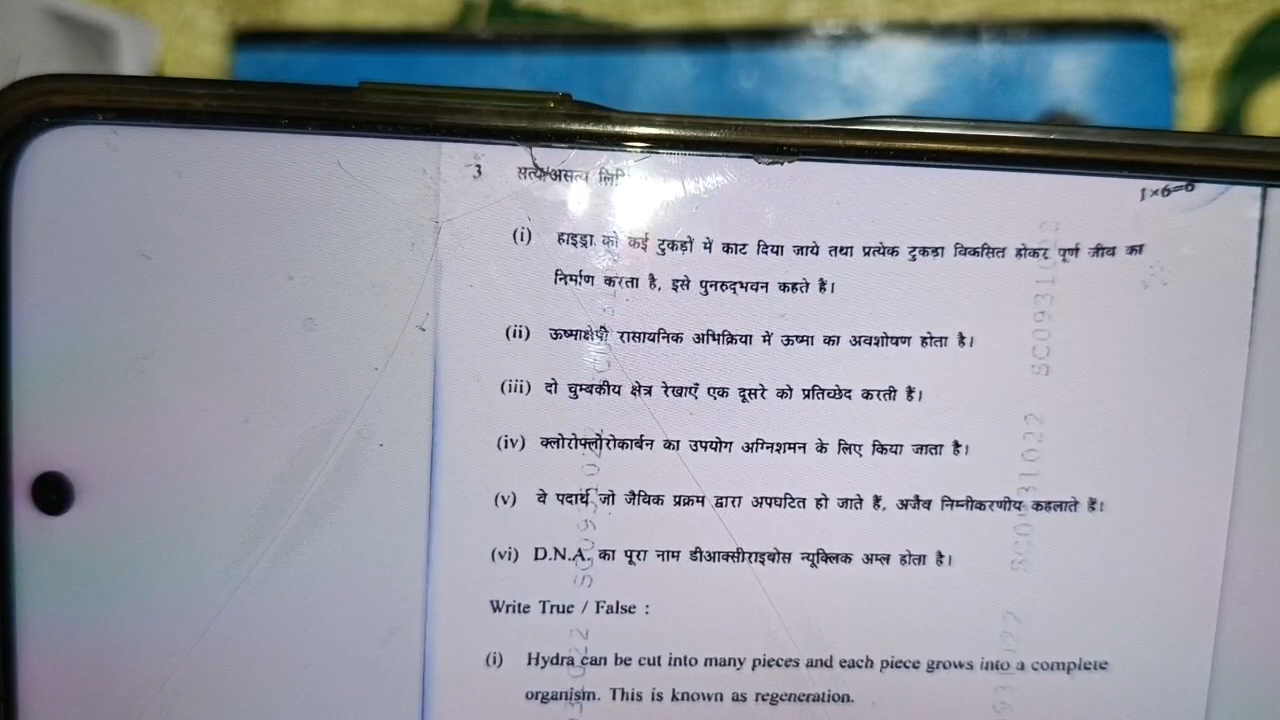 3 सत्य/असत्य
1×6=6
(i) हाइड्रा को कई टुकड़ों में काट दिया जाये तथा प्रत्येक टुकड़ा विकसित होकर पूर्ण जीव का
निर्माण करता है, इसे पुनरुद्भवन कहते हैं।
(ii) ऊष्माक्षेपी रासायनिक अभिक्रिया में ऊष्मा का अवशोषण होता है।
(iii) दो चुम्बकीय क्षेत्र रेखाएँ एक दूसरे को प्रतिच्छेद करती हैं।
(iv) क्लोरोफ्लोरोकार्बन का उपयोग अग्निशमन के लिए किया जाता है।
(v) वे पदार्थ जो जैविक प्रक्रम द्वारा अपघटित हो जाते हैं, अजैव निम्नीकरणीय कहलाते हैं।
(vi) D.N.A. का पूरा नाम डीआक्सीराइबोस न्यूक्लिक अम्ल होता है।
Write True / False :
(i) Hydra can be cut into many pieces and each piece grows into a complete
organism. This is known as regeneration.